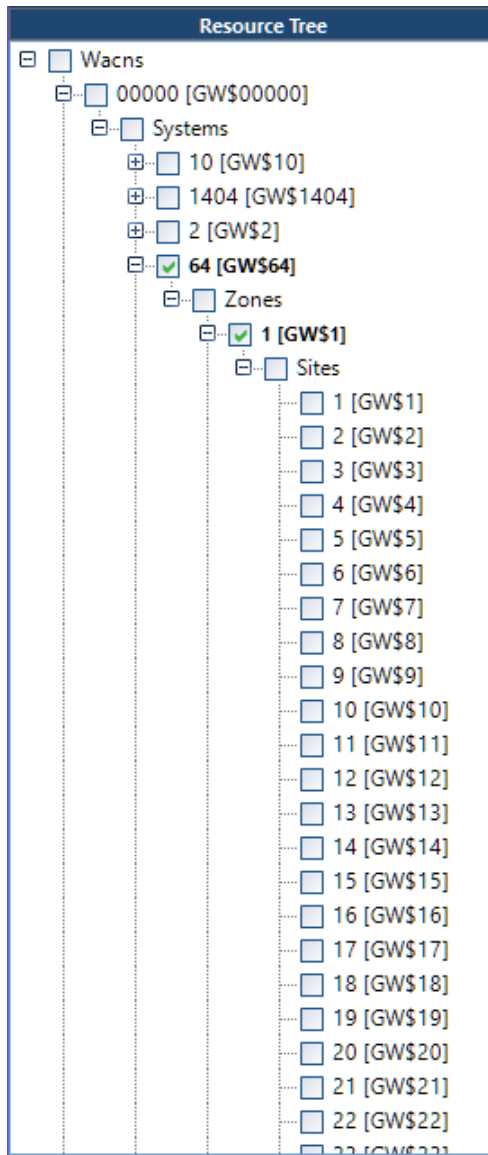 Resource Tree
Wacns
00000 [GW$00000]
Systems
10 [GW$10]
1404 [GW$1404]
2 [GW$2]
64 [GW$64]
Zones
1 [GW$1]
Sites
1 [GW$1]
2 [GW$2]
3 [GW$3]
4 [GW$4]
5 [GW$5]
6 [GW$6]
7 [GW$7]
8 [GW$8]
9 [GW$9]
10 [GW$10]
11 [GW$11]
12 [GW$12]
13 [GW$13]
14 [GW$14]
15 [GW$15]
16 [GW$16]
17 [GW$17]
18 [GW$18]
19 [GW$19]
20 [GW$20]
21 [GW$21]
22 [GW$22]